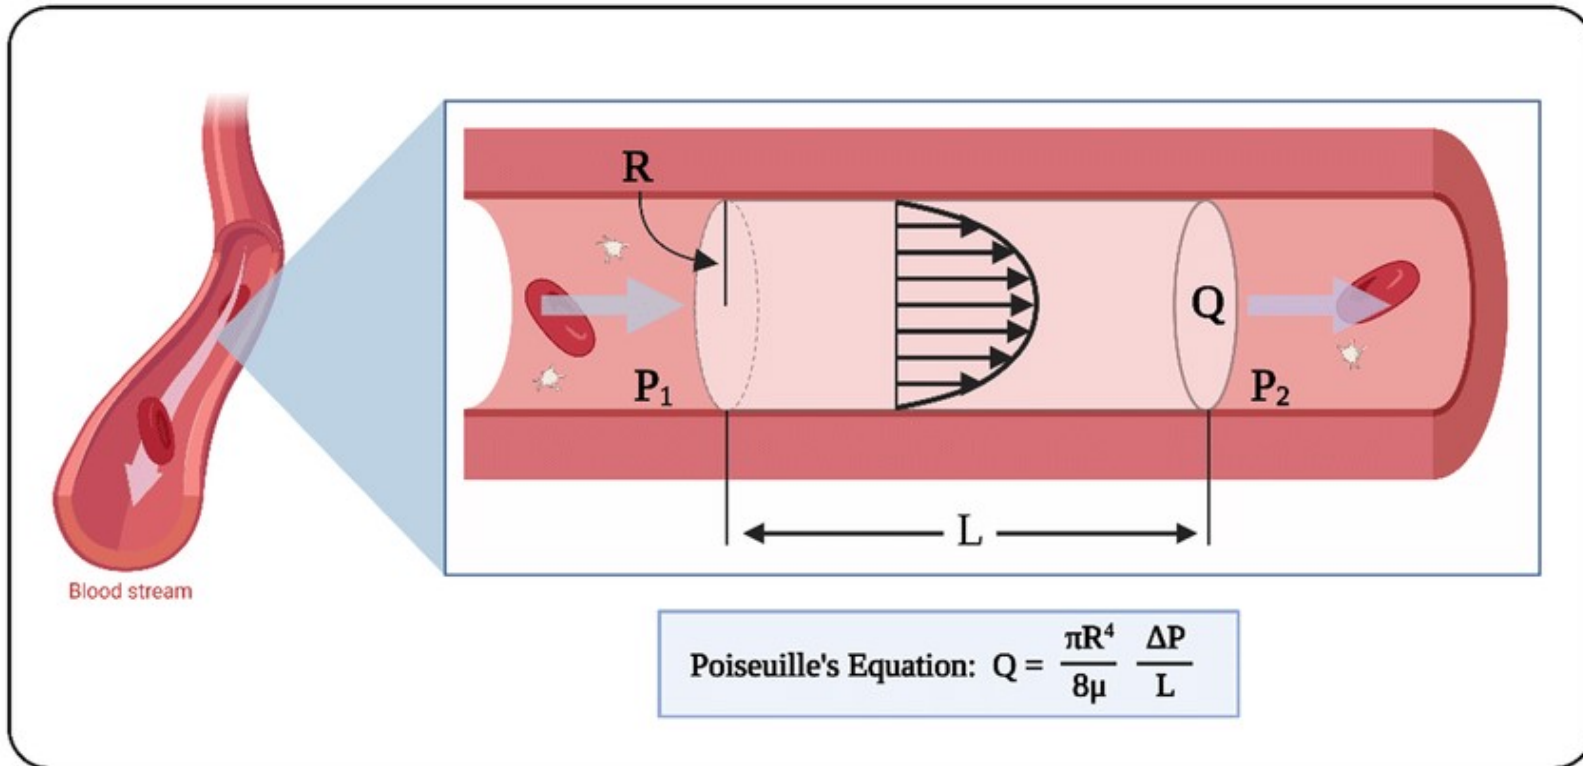 R
Q
P₁
P₂
L
Blood stream
Poiseuille's Equation: Q = πR⁴/8μ ΔP/L